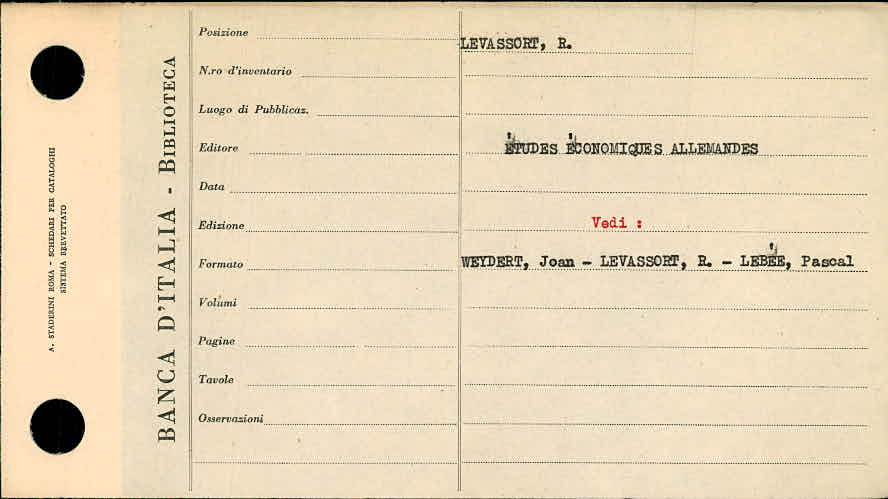 A. STADERINI ROMA - SCHEDARI PER CATALOGHI
SISTEMA BREVETTATO
BANCA D'ITALIA - BIBLIOTECA
Posizione
N.ro d'inventario
Luogo di Pubblicaz.
Editore
Data
Edizione
Formato
Volumi
Pagine
Tavole
Osservazioni
LEVASSORT, R.
ÉTUDES ÉCONOMIQUES ALLEMANDES
Vedi :
WEYDERT, Joan - LEVASSORT, R. - LEBÉE, Pascal